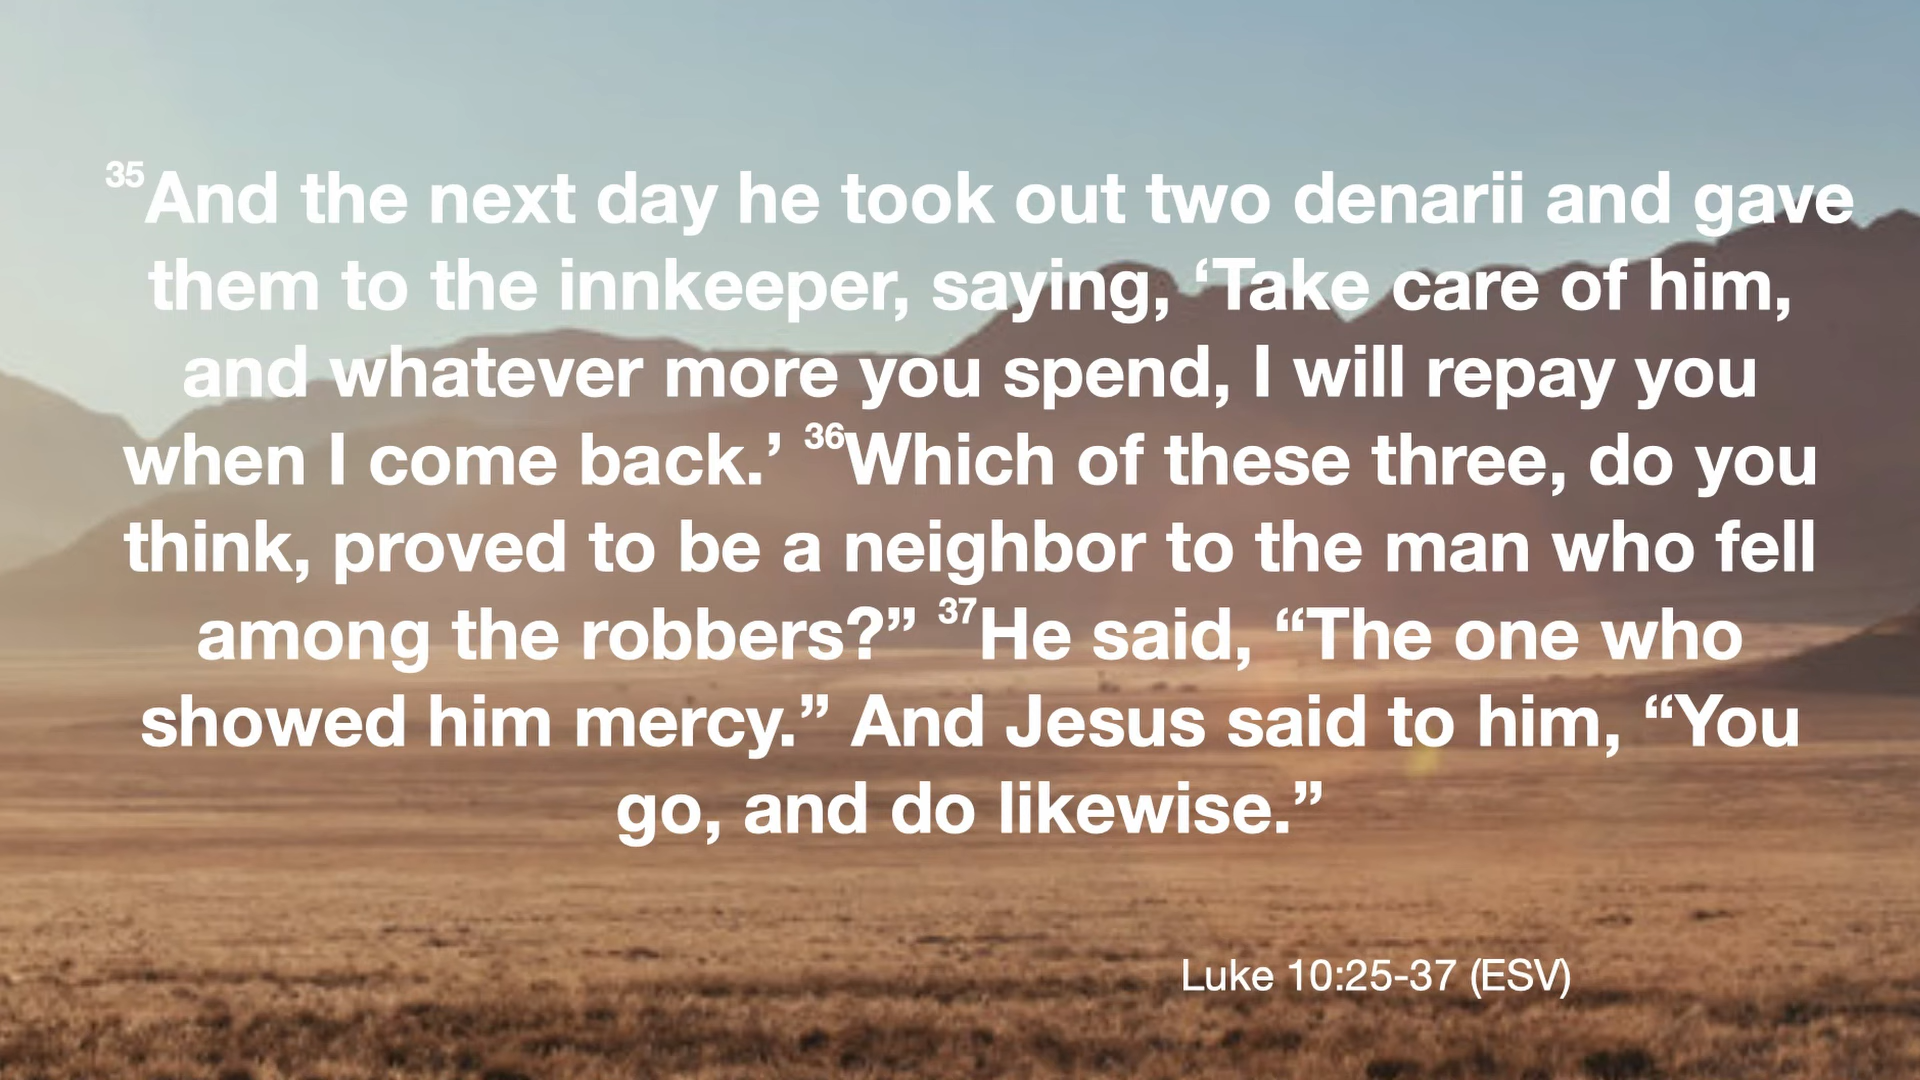 35And the next day he took out two denarii and gave
them to the innkeeper, saying, ‘Take care of him,
and whatever more you spend, I will repay you
when I come back.’ 36Which of these three, do you
think, proved to be a neighbor to the man who fell
among the robbers?” 37He said, “The one who
showed him mercy.” And Jesus said to him, “You
go, and do likewise.”
Luke 10:25-37 (ESV)